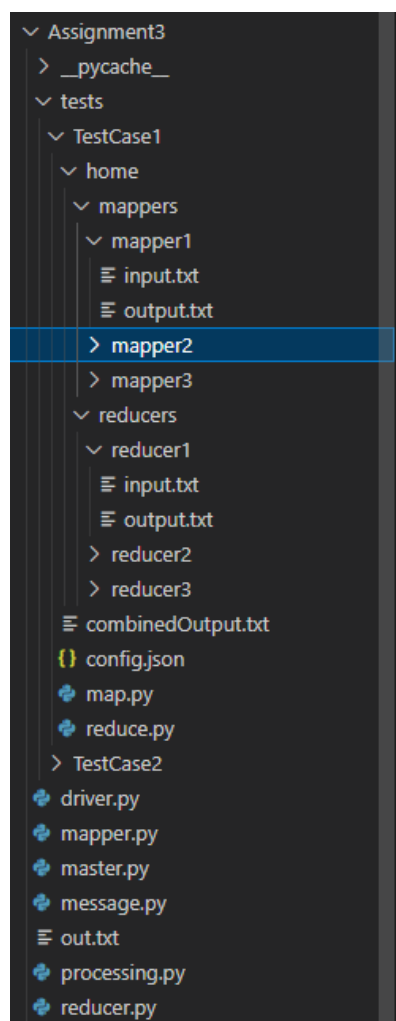 Assignment3
__pycache__
tests
TestCase1
home
mappers
mapper1
input.txt
output.txt
mapper2
mapper3
reducers
reducer1
input.txt
output.txt
reducer2
reducer3
combinedOutput.txt
{} config.json
map.py
reduce.py
TestCase2
driver.py
mapper.py
master.py
message.py
out.txt
processing.py
reducer.py